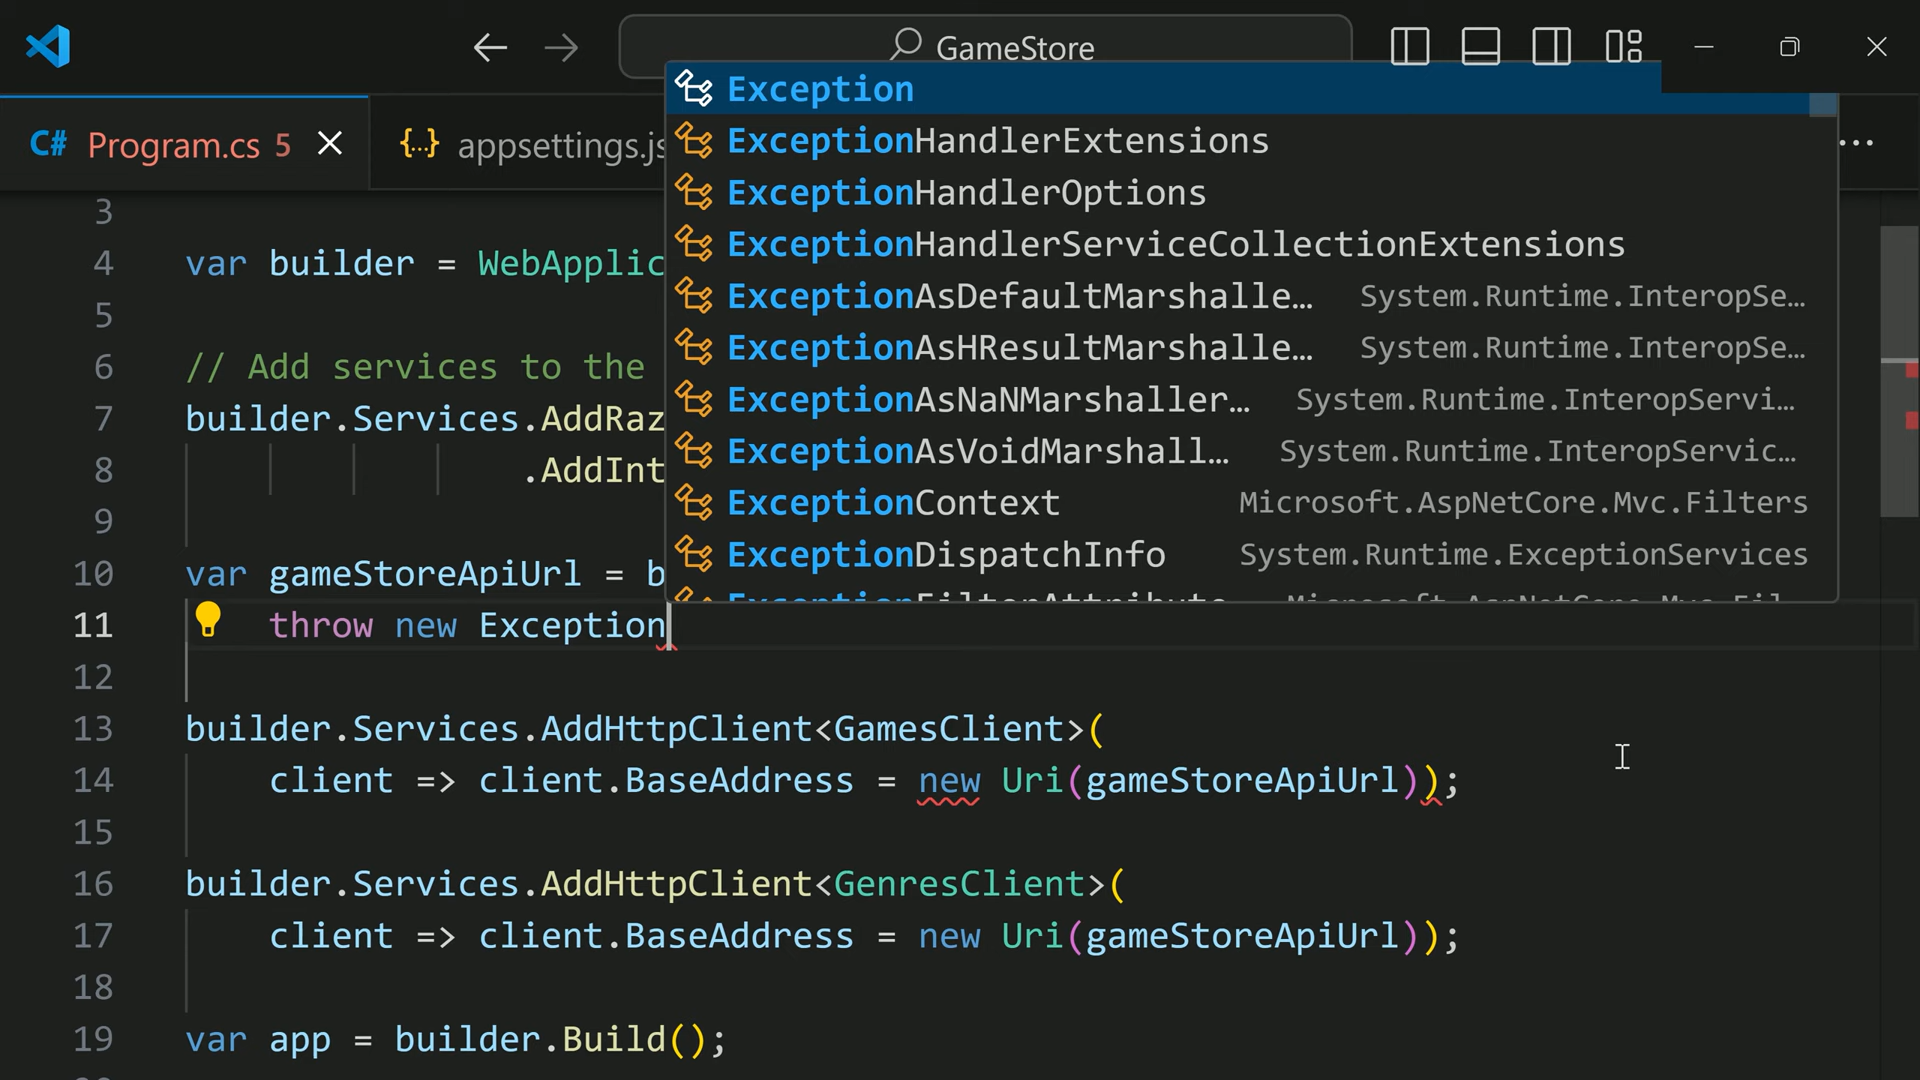 GameStore
C# Program.cs 5
{...} appsettings.js
Exception
ExceptionHandlerExtensions
ExceptionHandlerOptions
ExceptionHandlerServiceCollectionExtensions
ExceptionAsDefaultMarshalle… System.Runtime.InteropSe…
ExceptionAsHResultMarshalle… System.Runtime.InteropSe…
ExceptionAsNaNMarshaller… System.Runtime.InteropServi…
ExceptionAsVoidMarshall… System.Runtime.InteropServic…
ExceptionContext Microsoft.AspNetCore.Mvc.Filters
ExceptionDispatchInfo System.Runtime.ExceptionServices
3
4 var builder = WebApplic
5
6 // Add services to the
7 builder.Services.AddRaz
8 .AddInt
9
10 var gameStoreApiUrl = b
11 throw new Exception
12
13 builder.Services.AddHttpClient<GamesClient>(
14 client => client.BaseAddress = new Uri(gameStoreApiUrl));
15
16 builder.Services.AddHttpClient<GenresClient>(
17 client => client.BaseAddress = new Uri(gameStoreApiUrl));
18
19 var app = builder.Build();